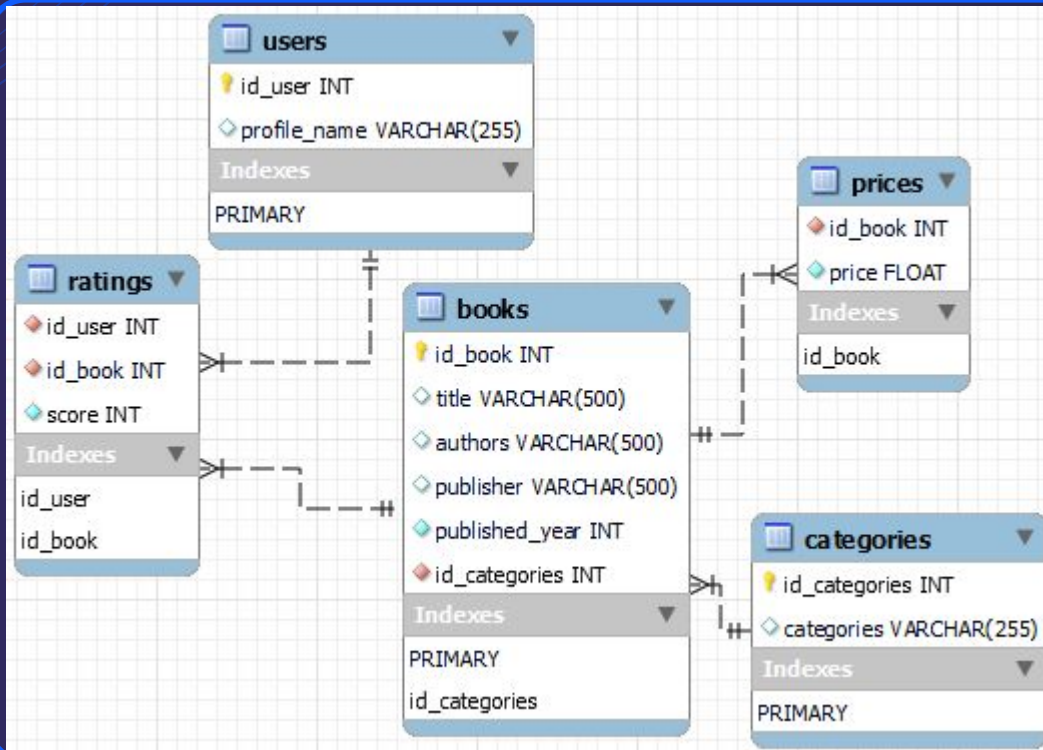 users
id_user INT
profile_name VARCHAR(255)
Indexes
PRIMARY
ratings
id_user INT
id_book INT
score INT
Indexes
id_user
id_book
books
id_book INT
title VARCHAR(500)
authors VARCHAR(500)
publisher VARCHAR(500)
published_year INT
id_categories INT
Indexes
PRIMARY
id_categories
prices
id_book INT
price FLOAT
Indexes
id_book
categories
id_categories INT
categories VARCHAR(255)
Indexes
PRIMARY